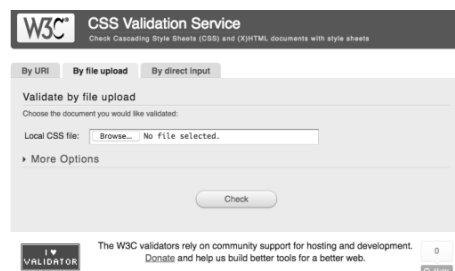 W3C® CSS Validation Service
Check Cascading Style Sheets (CSS) and (X)HTML documents with style sheets
By URI By file upload By direct input
Validate by file upload
Choose the document you would like validated:
Local CSS file: Browse... No file selected.
More Options
Check
I ♥ VALIDATOR
The W3C validators rely on community support for hosting and development.
Donate and help us build better tools for a better web.
0